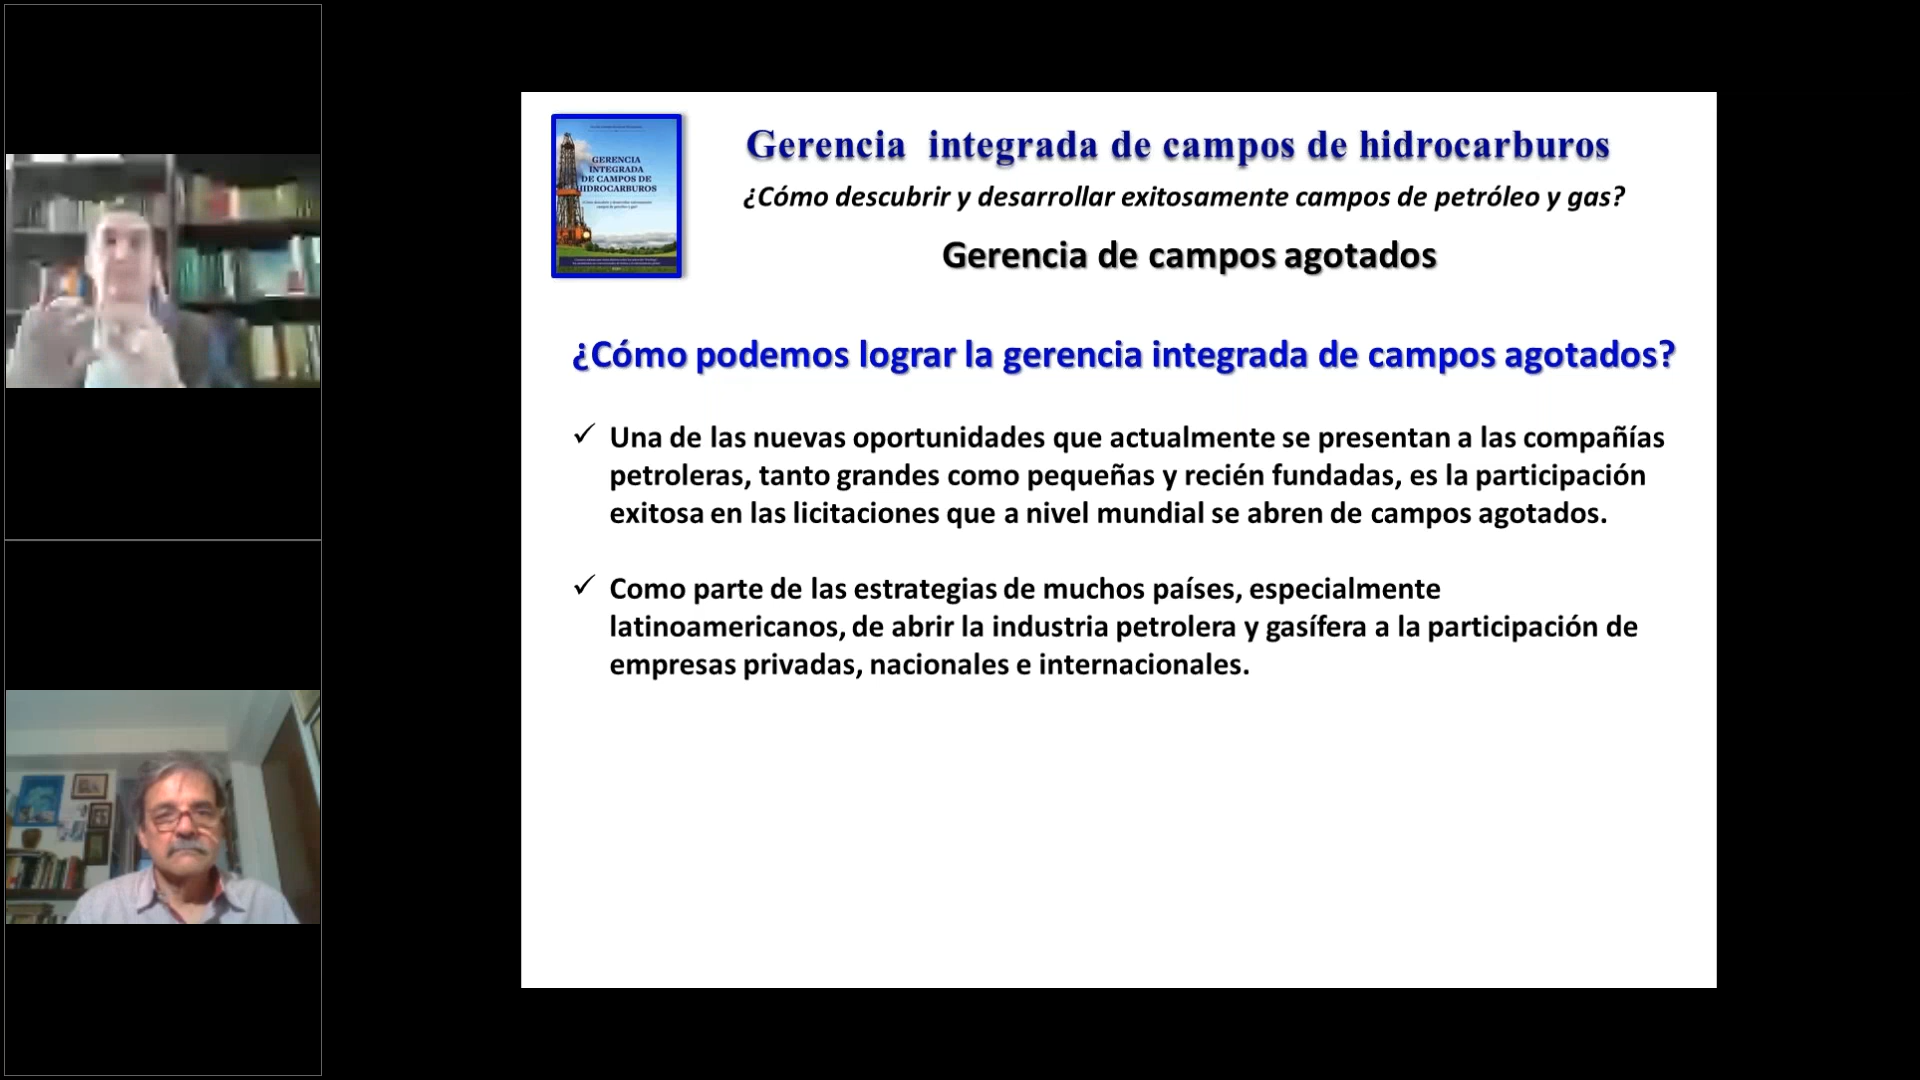 GERENCIA
INTEGRADA
DE CAMPOS DE
HIDROCARBUROS
Gerencia integrada de campos de hidrocarburos
¿Cómo descubrir y desarrollar exitosamente campos de petróleo y gas?
Gerencia de campos agotados
¿Cómo podemos lograr la gerencia integrada de campos agotados?
✓ Una de las nuevas oportunidades que actualmente se presentan a las compañías
petroleras, tanto grandes como pequeñas y recién fundadas, es la participación
exitosa en las licitaciones que a nivel mundial se abren de campos agotados.
✓ Como parte de las estrategias de muchos países, especialmente
latinoamericanos, de abrir la industria petrolera y gasífera a la participación de
empresas privadas, nacionales e internacionales.